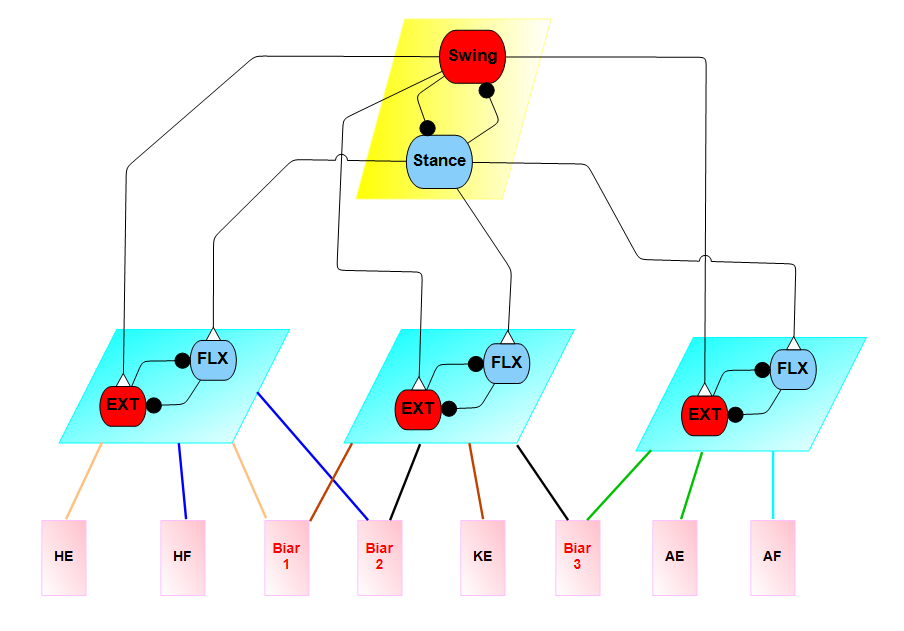 Swing
Stance
FLX
EXT
FLX
EXT
FLX
EXT
HE
HF
Biar
1
Biar
2
KE
Biar
3
AE
AF